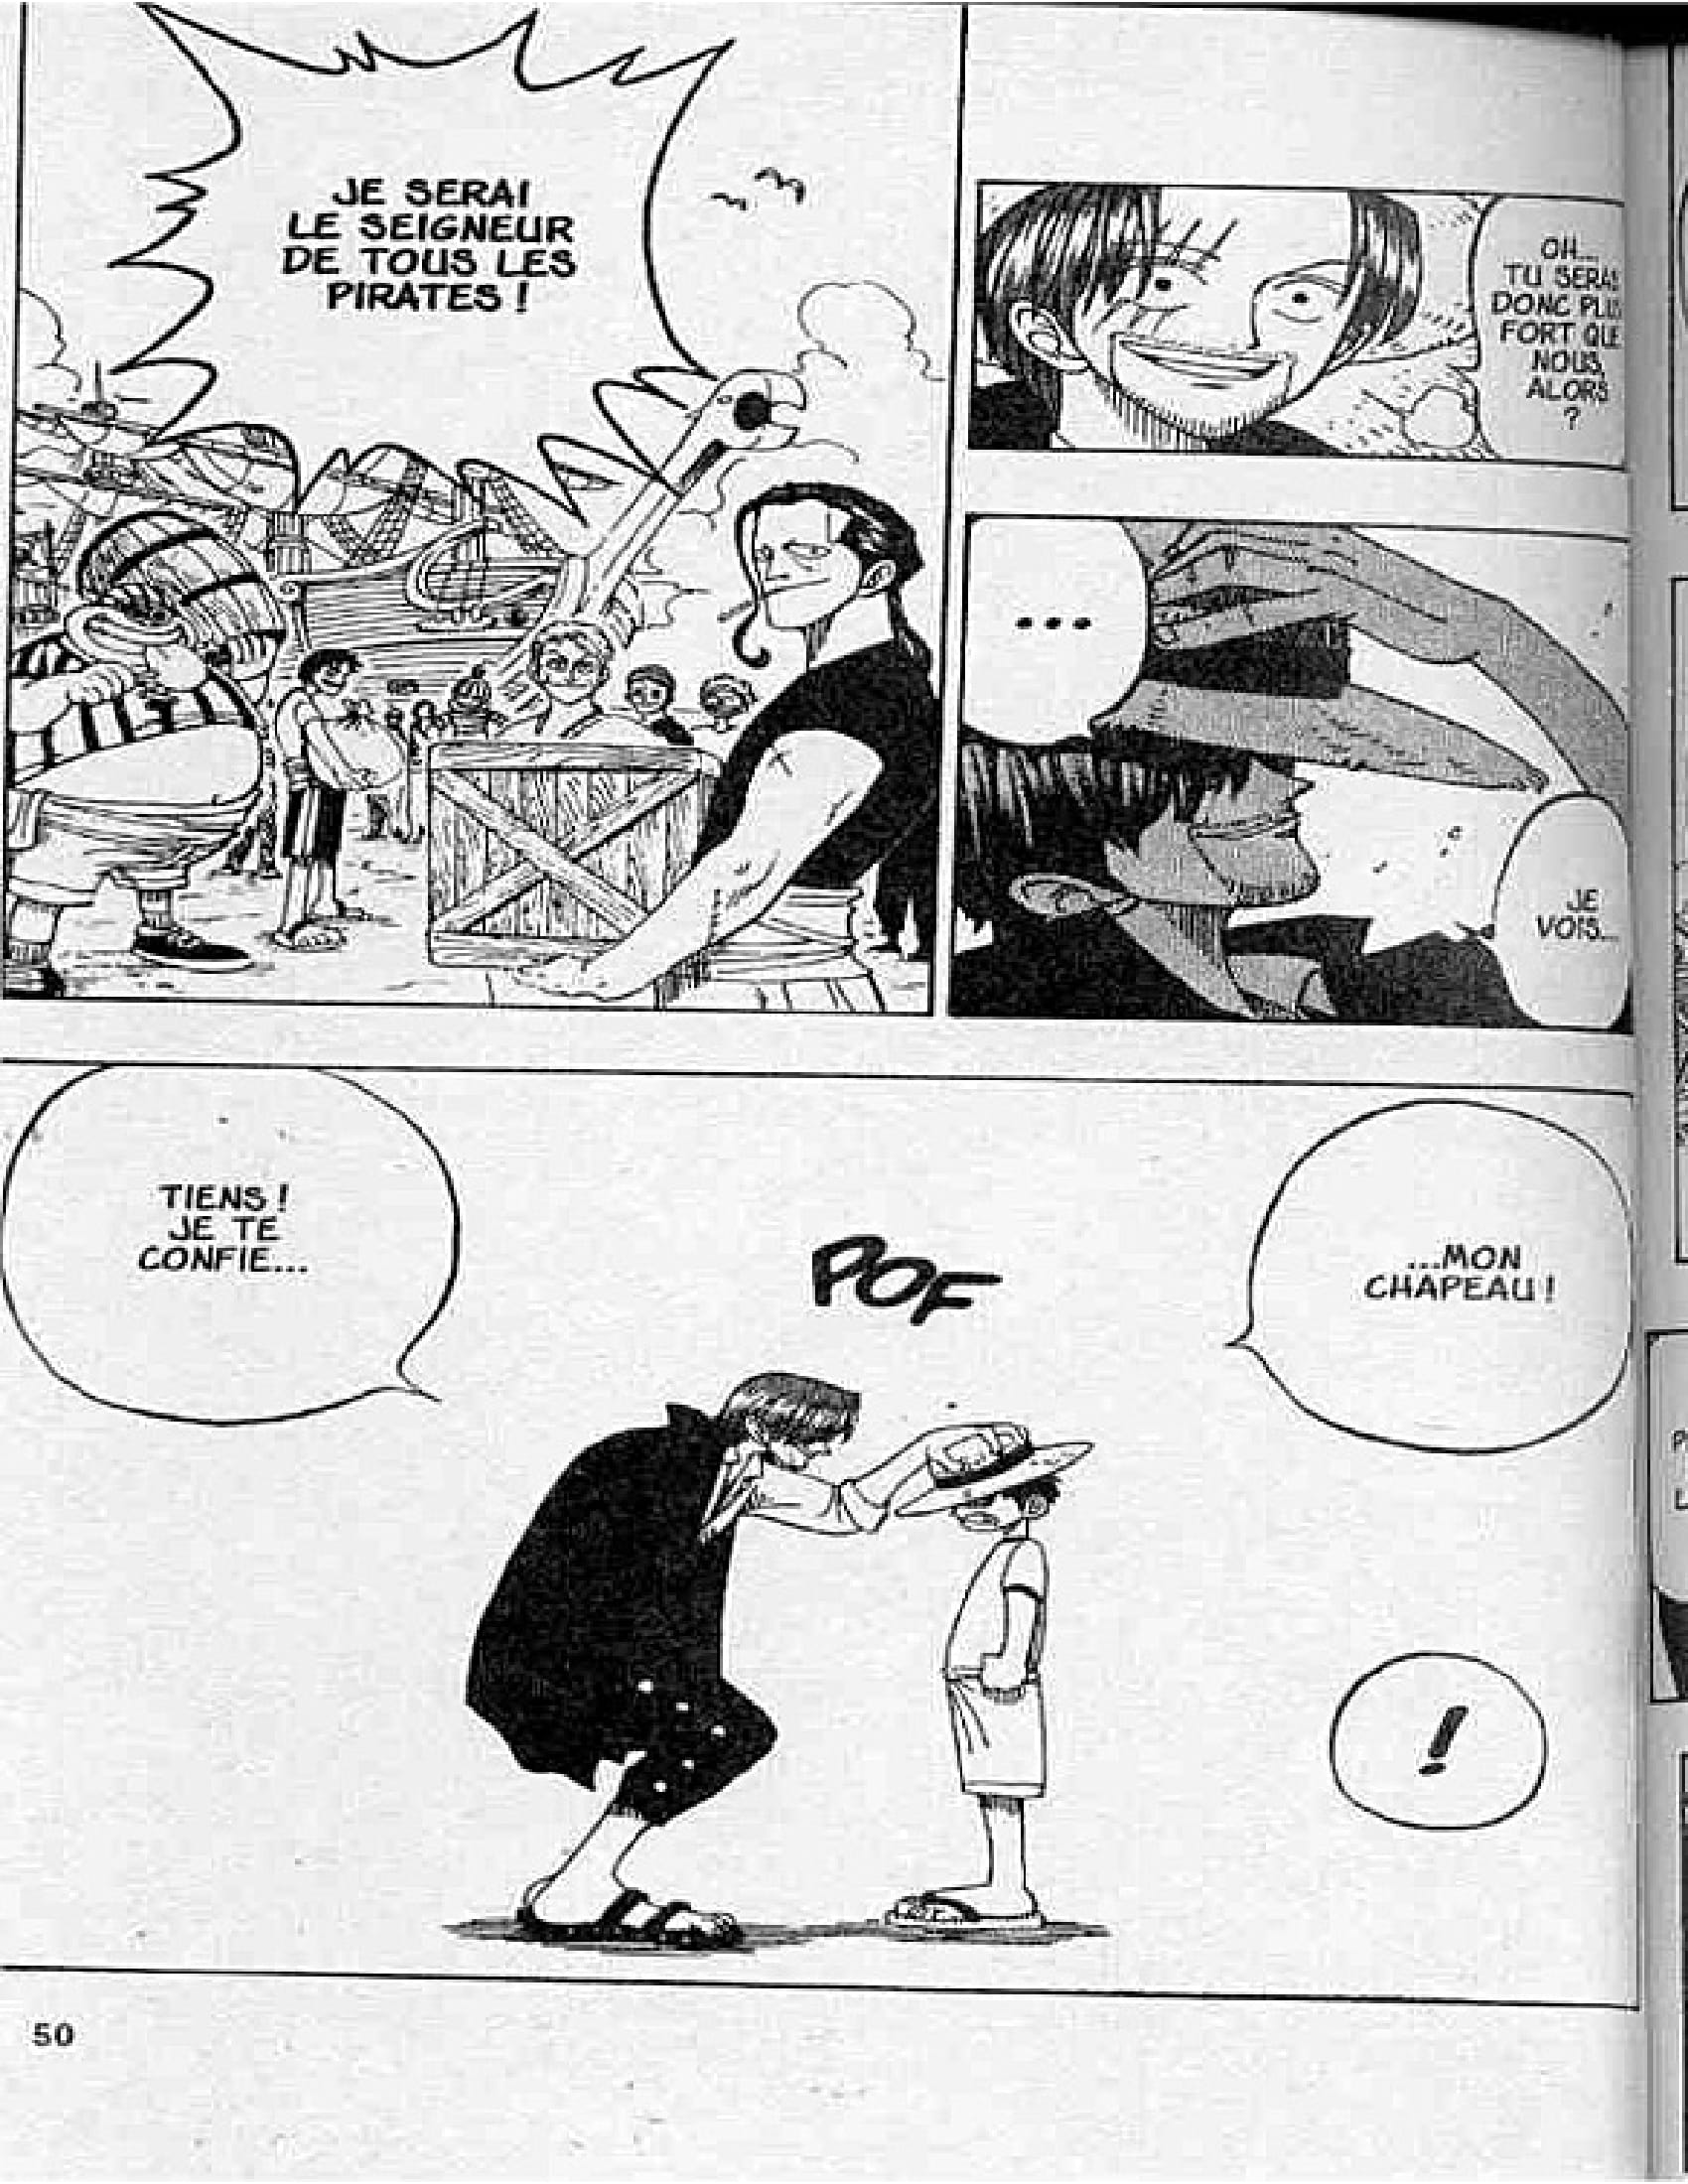 JE SERAI
LE SEIGNEUR
DE TOUS LES
PIRATES !
OH...
TU SERAIS
DONC PLUS
FORT QUE
NOUS,
ALORS
?
...
JE
VOIS...
TIENS !
JE TE
CONFIE...
POF
...MON
CHAPEAU !
!
50